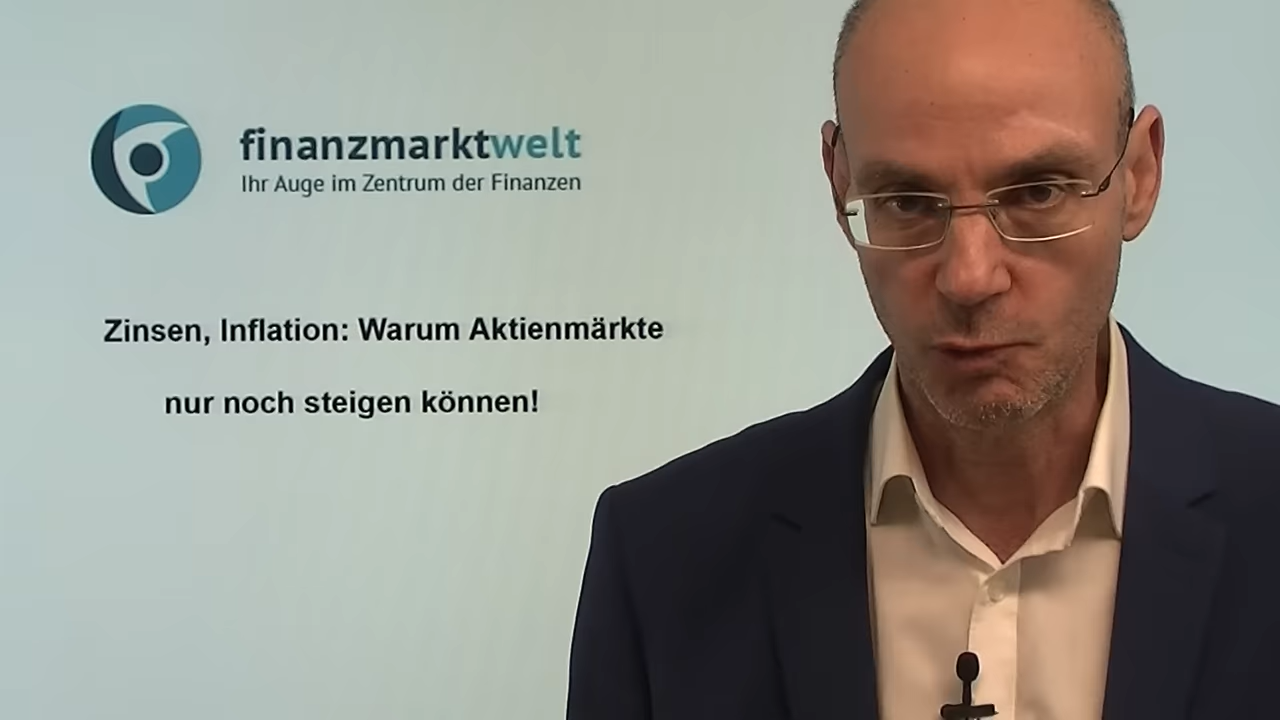 finanzmarktwelt
Ihr Auge im Zentrum der Finanzen
Zinsen, Inflation: Warum Aktienmärkte
nur noch steigen können!